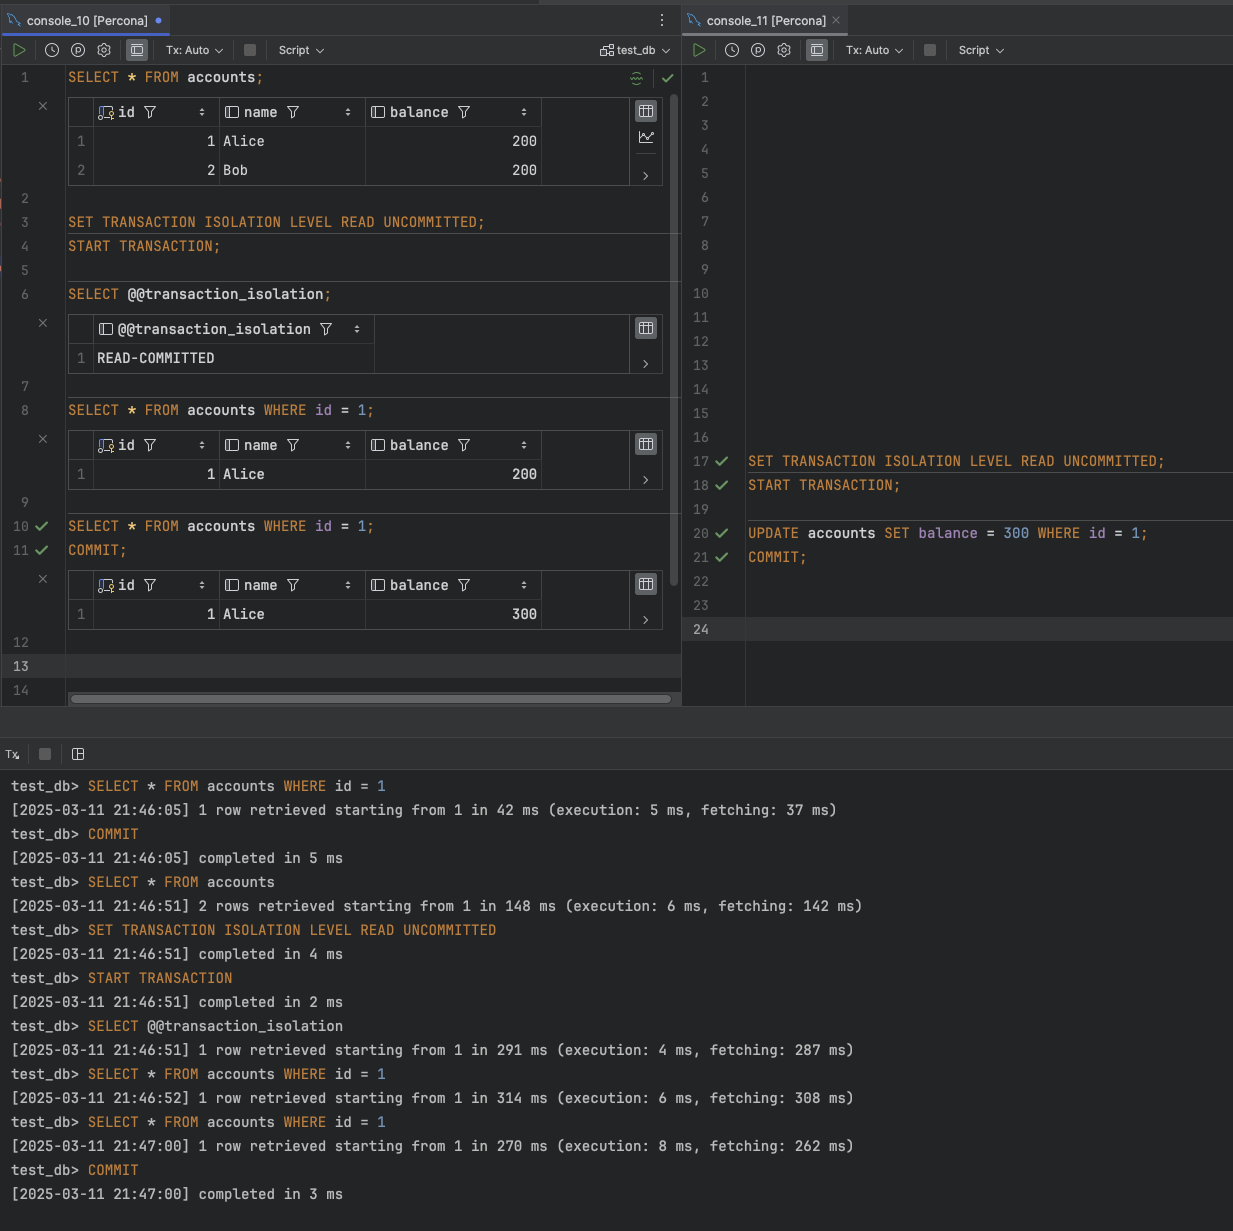 console_10 [Percona]
Tx: Auto
Script
test_db
1 SELECT * FROM accounts;
id name balance
1 1 Alice 200
2 2 Bob 200
2
3 SET TRANSACTION ISOLATION LEVEL READ UNCOMMITTED;
4 START TRANSACTION;
5
6 SELECT @@transaction_isolation;
@@transaction_isolation
1 READ-COMMITTED
7
8 SELECT * FROM accounts WHERE id = 1;
id name balance
1 1 Alice 200
9
10 SELECT * FROM accounts WHERE id = 1;
11 COMMIT;
id name balance
1 1 Alice 300
12
13
14
console_11 [Percona]
Tx: Auto
Script
1
2
3
4
5
6
7
8
9
10
11
12
13
14
15
16
17 SET TRANSACTION ISOLATION LEVEL READ UNCOMMITTED;
18 START TRANSACTION;
19
20 UPDATE accounts SET balance = 300 WHERE id = 1;
21 COMMIT;
22
23
24
Tx
test_db> SELECT * FROM accounts WHERE id = 1
[2025-03-11 21:46:05] 1 row retrieved starting from 1 in 42 ms (execution: 5 ms, fetching: 37 ms)
test_db> COMMIT
[2025-03-11 21:46:05] completed in 5 ms
test_db> SELECT * FROM accounts
[2025-03-11 21:46:51] 2 rows retrieved starting from 1 in 148 ms (execution: 6 ms, fetching: 142 ms)
test_db> SET TRANSACTION ISOLATION LEVEL READ UNCOMMITTED
[2025-03-11 21:46:51] completed in 4 ms
test_db> START TRANSACTION
[2025-03-11 21:46:51] completed in 2 ms
test_db> SELECT @@transaction_isolation
[2025-03-11 21:46:51] 1 row retrieved starting from 1 in 291 ms (execution: 4 ms, fetching: 287 ms)
test_db> SELECT * FROM accounts WHERE id = 1
[2025-03-11 21:46:52] 1 row retrieved starting from 1 in 314 ms (execution: 6 ms, fetching: 308 ms)
test_db> SELECT * FROM accounts WHERE id = 1
[2025-03-11 21:47:00] 1 row retrieved starting from 1 in 270 ms (execution: 8 ms, fetching: 262 ms)
test_db> COMMIT
[2025-03-11 21:47:00] completed in 3 ms